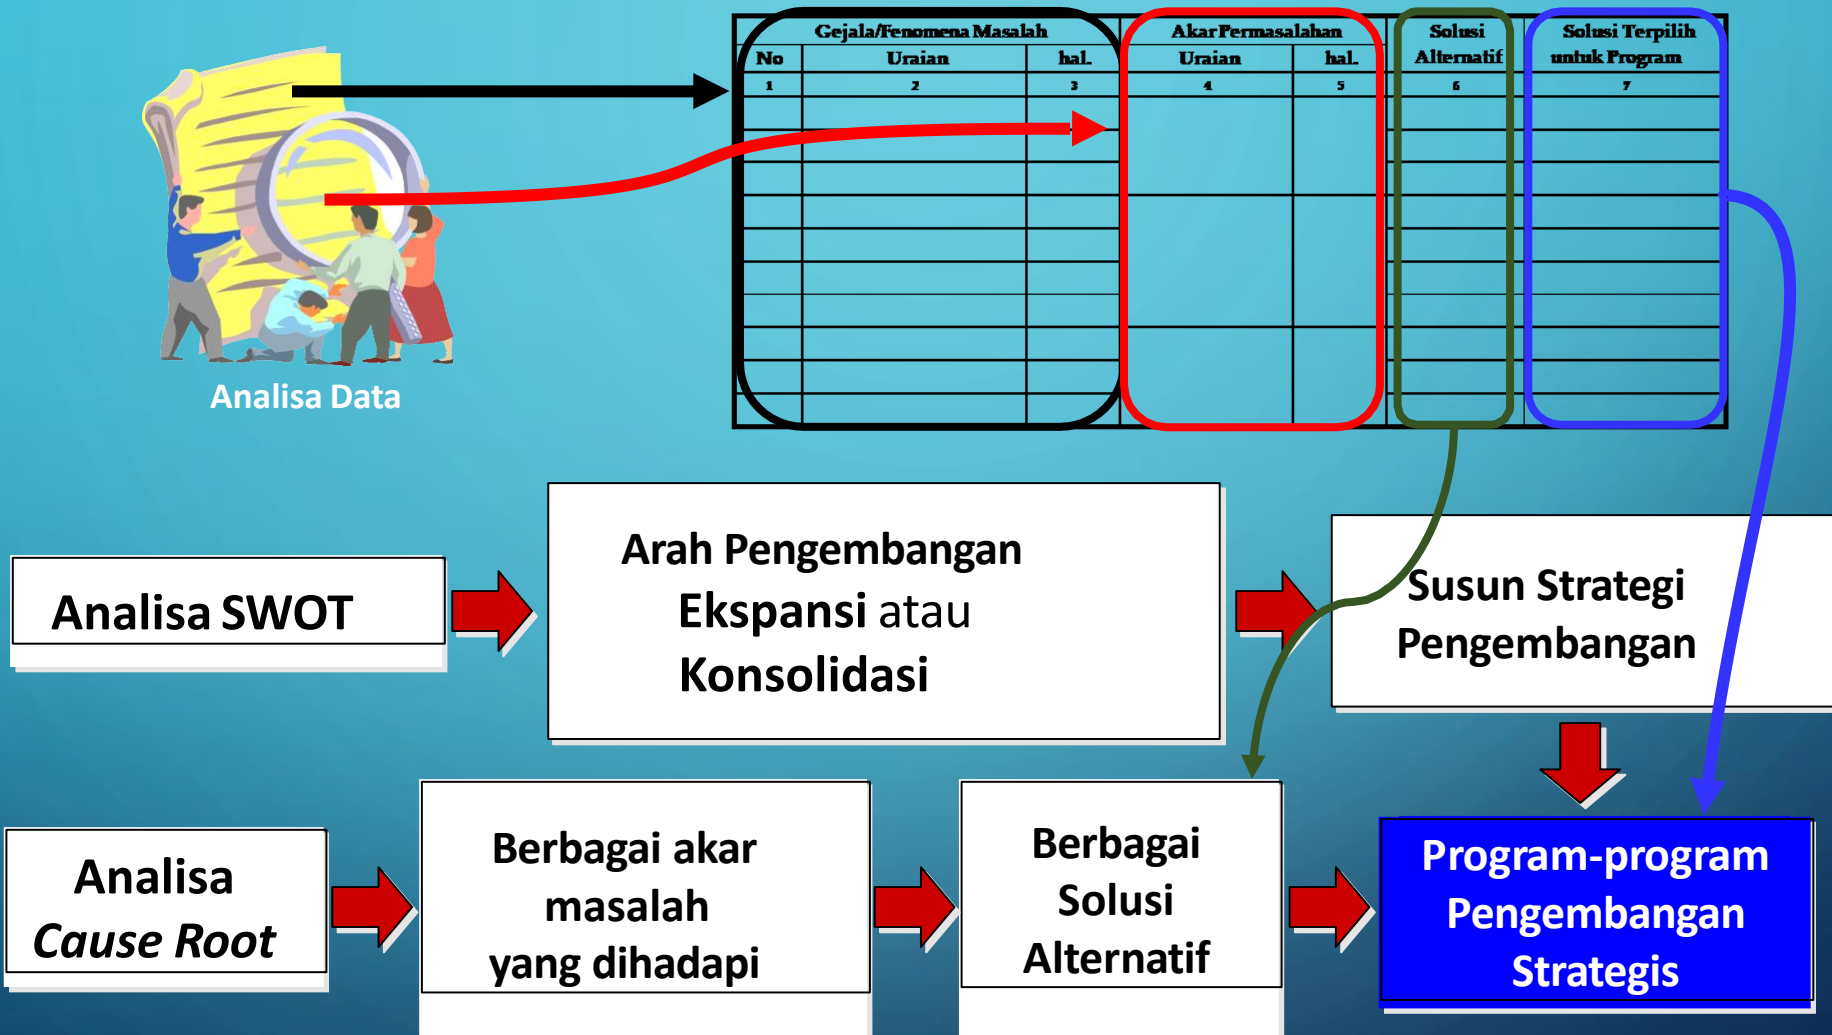 Gejala/Fenomena Masalah Akar Permasalahan Solusi Solusi Terpilih
No Uraian hal. Uraian hal. Alternatif untuk Program
1 2 3 4 5 6 7
Analisa Data
Analisa SWOT
Arah Pengembangan
Ekspansi atau
Konsolidasi
Susun Strategi
Pengembangan
Analisa
Cause Root
Berbagai akar
masalah
yang dihadapi
Berbagai
Solusi
Alternatif
Program-program
Pengembangan
Strategis